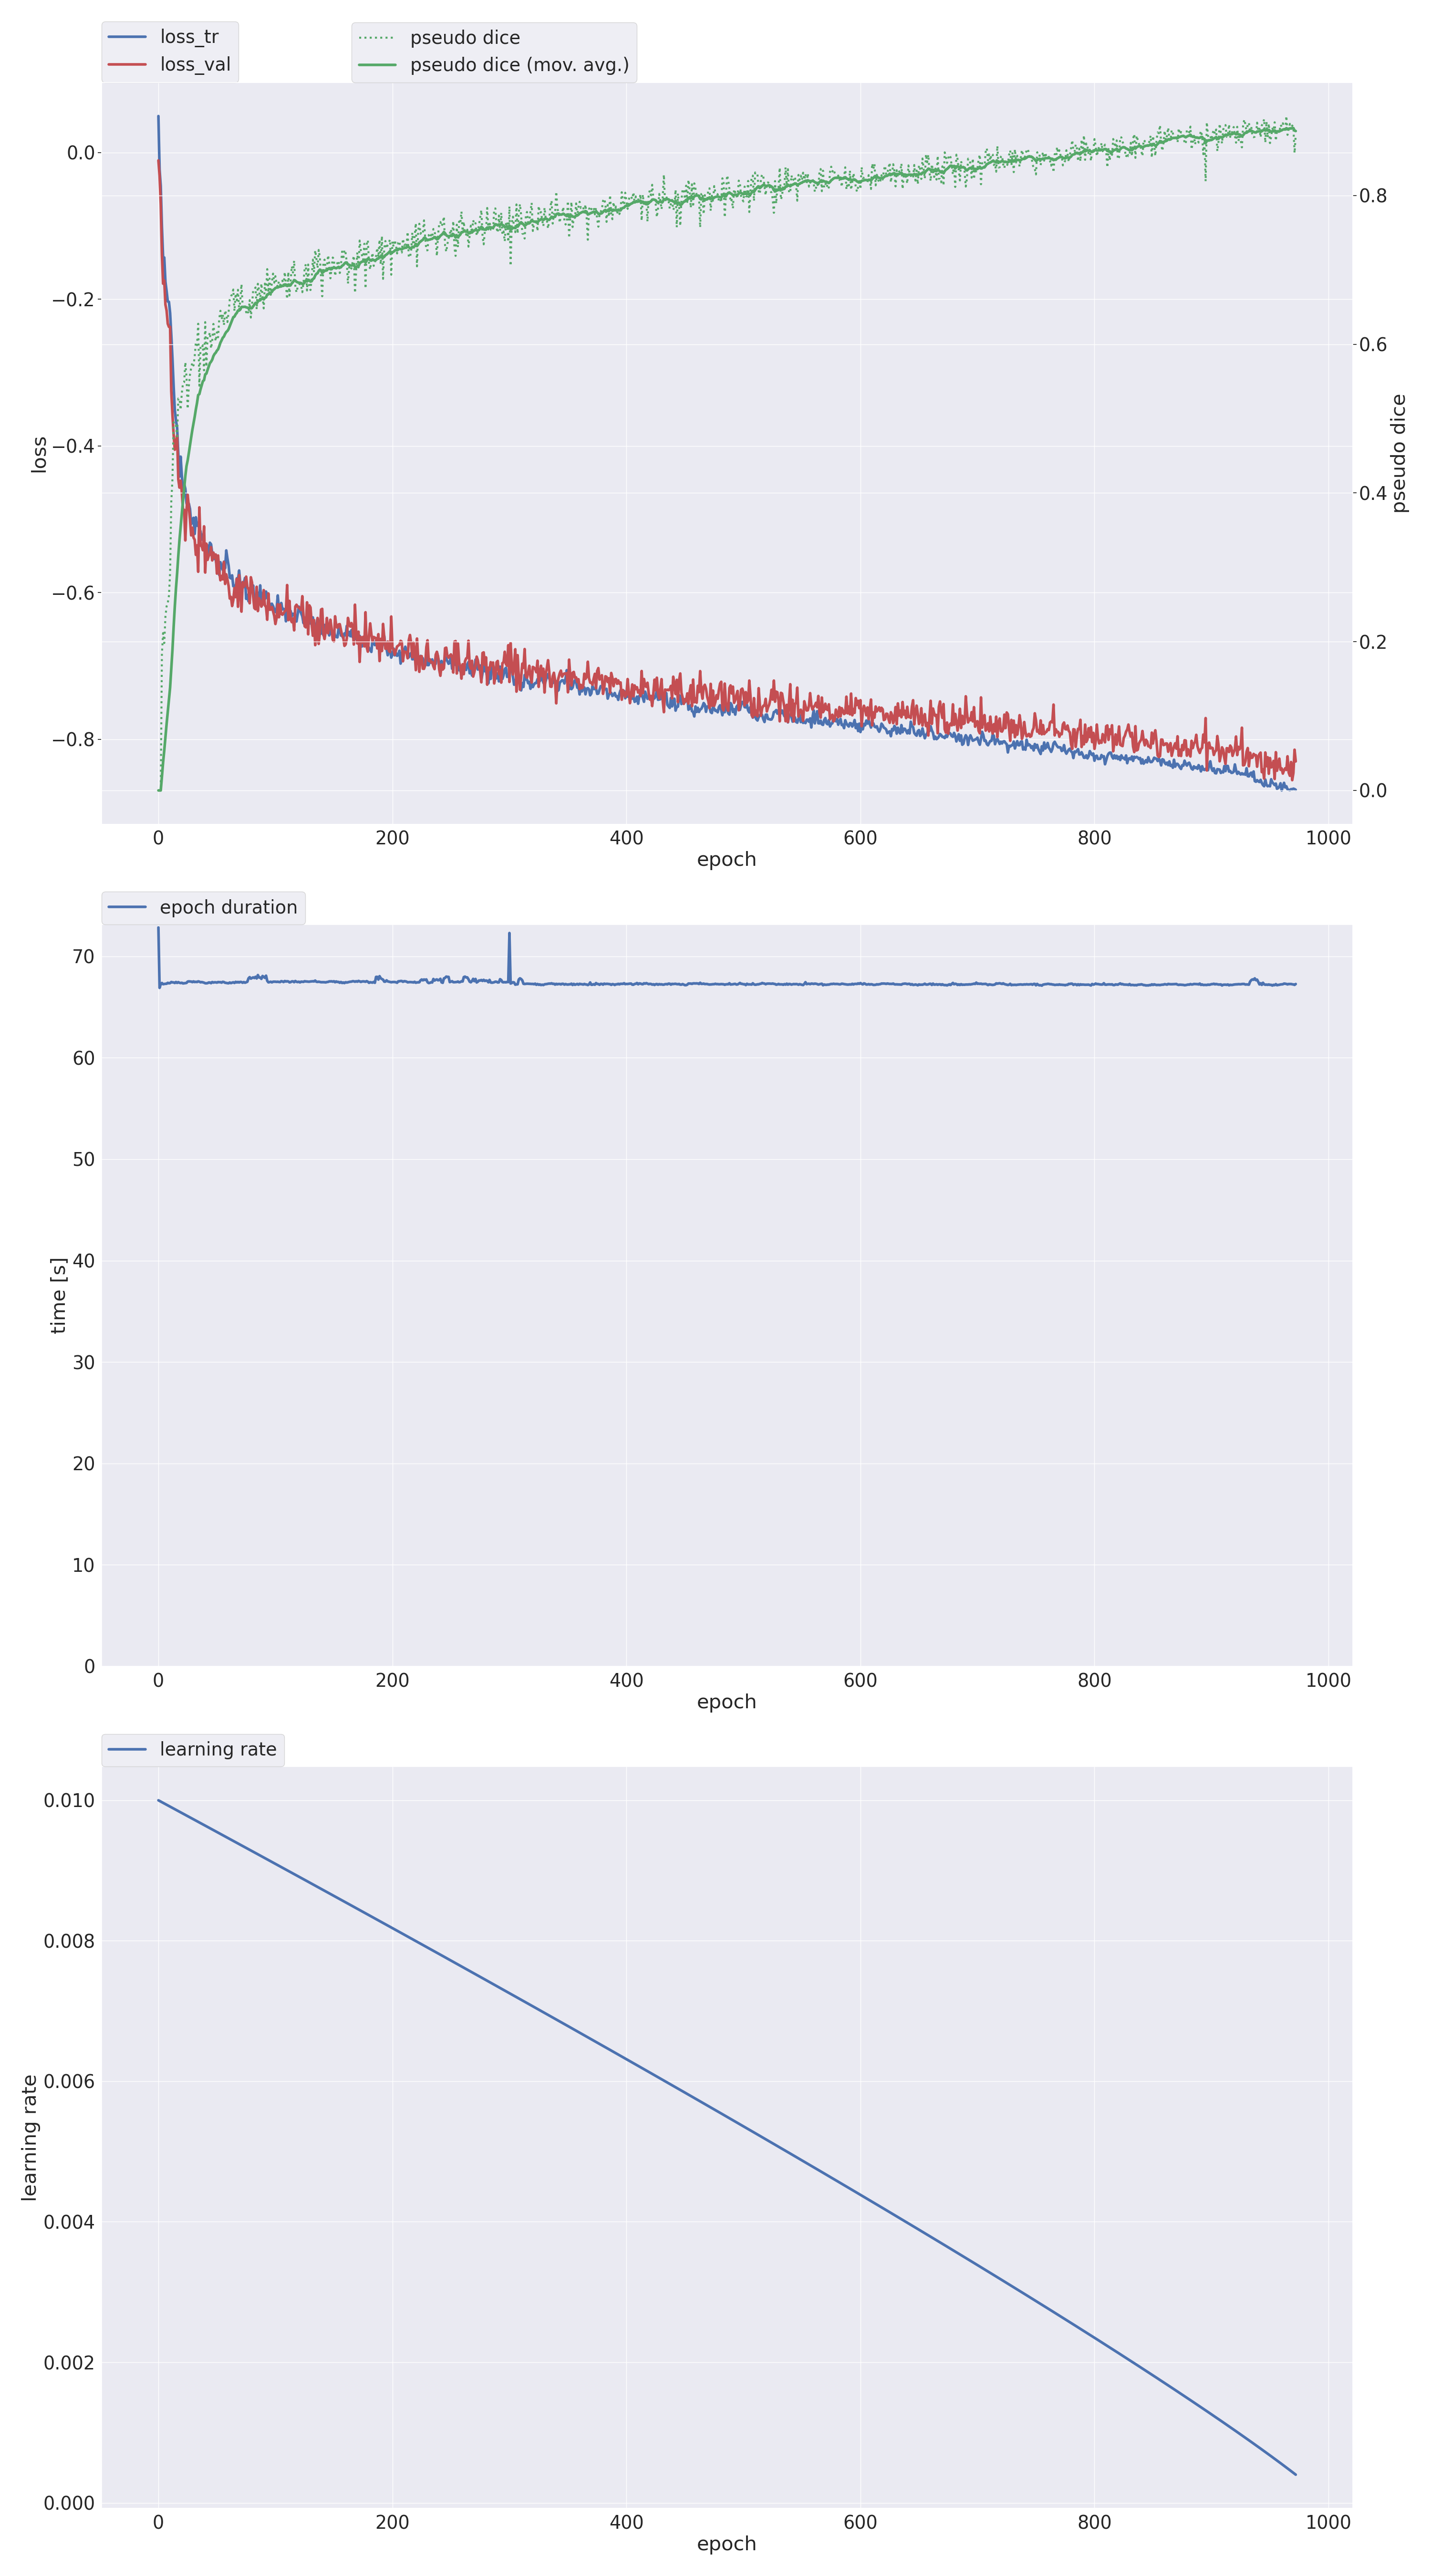 loss_tr
loss_val
pseudo dice
pseudo dice (mov. avg.)
0.0
−0.2
−0.4
−0.6
−0.8
loss
0.8
0.6
0.4
0.2
0.0
pseudo dice
0 200 400 600 800 1000
epoch
epoch duration
70
60
50
40
30
20
10
0
time [s]
0 200 400 600 800 1000
epoch
learning rate
0.010
0.008
0.006
0.004
0.002
0.000
learning rate
0 200 400 600 800 1000
epoch